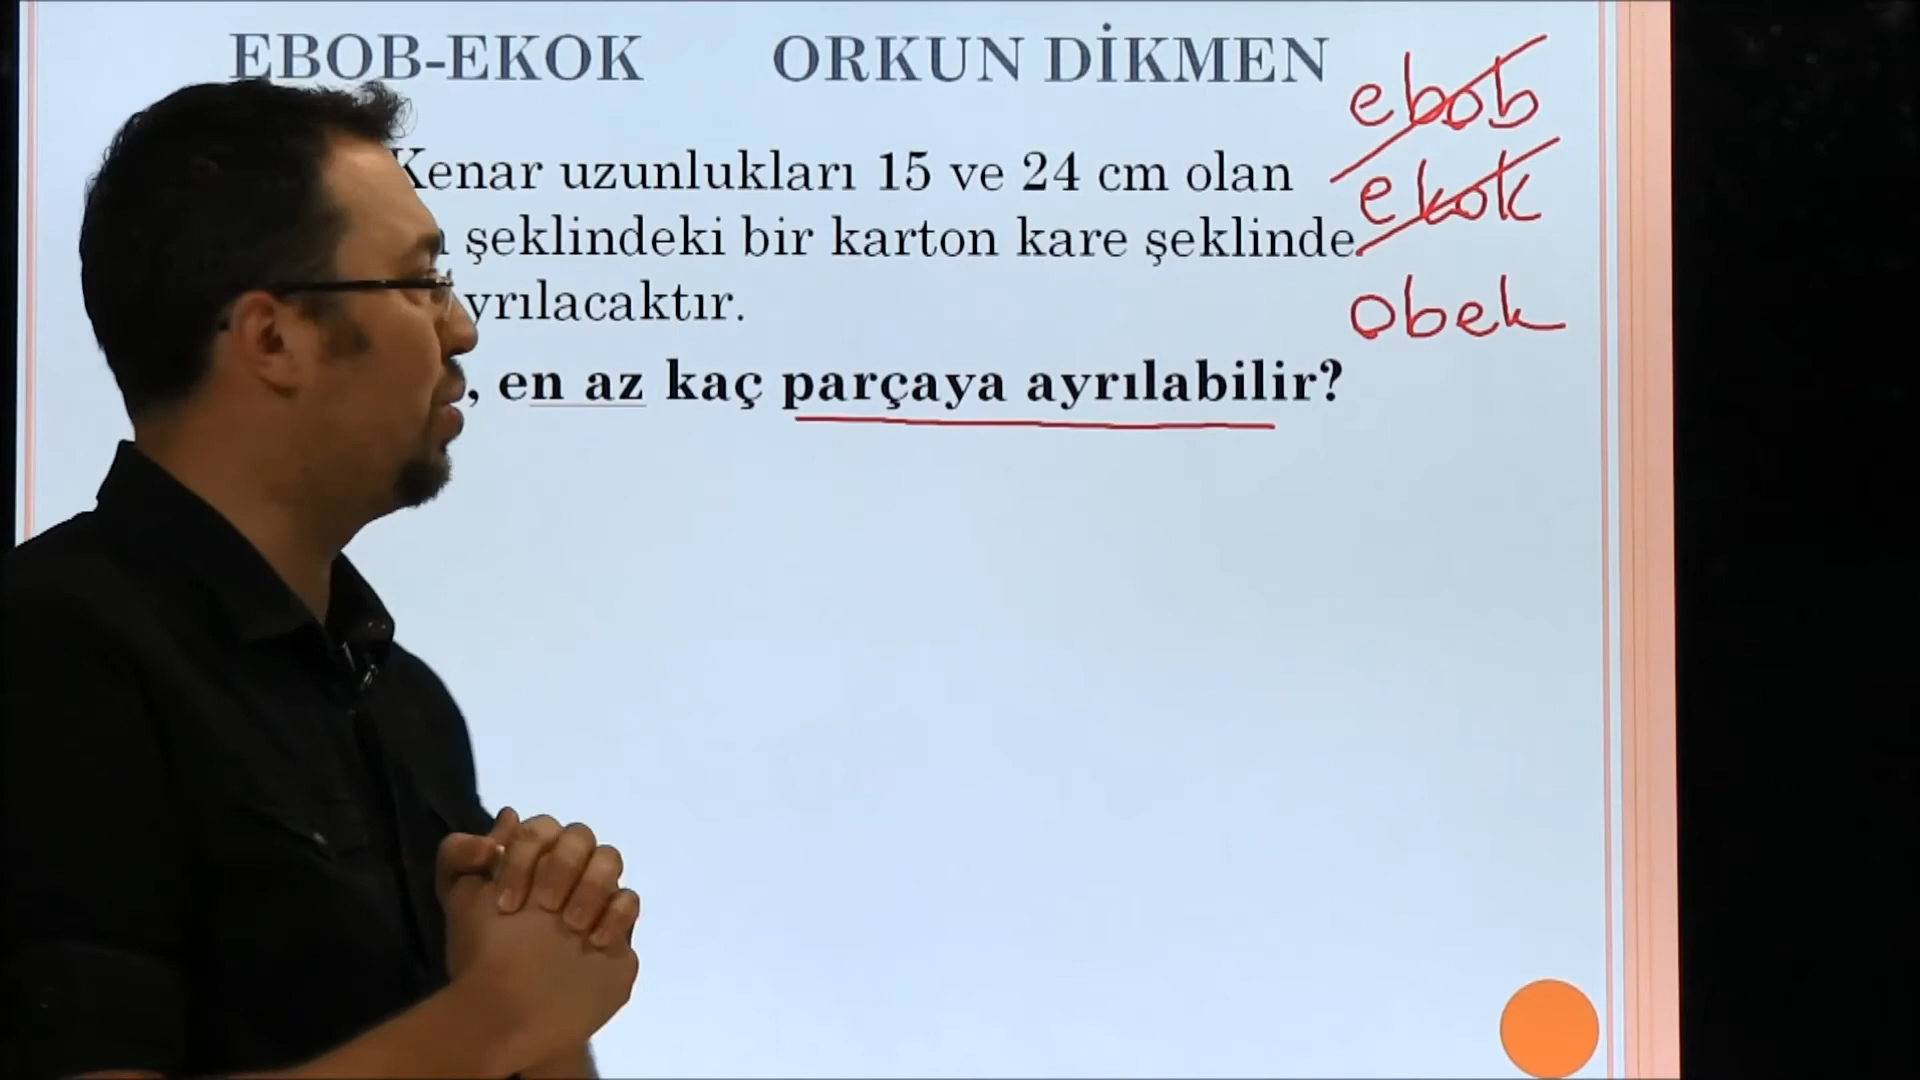 EBOB-EKOK ORKUN DİKMEN
ebob
Kenar uzunlukları 15 ve 24 cm olan
ekok
şeklindeki bir karton kare şeklinde
yrılacaktır.
obek
, en az kaç parçaya ayrılabilir?